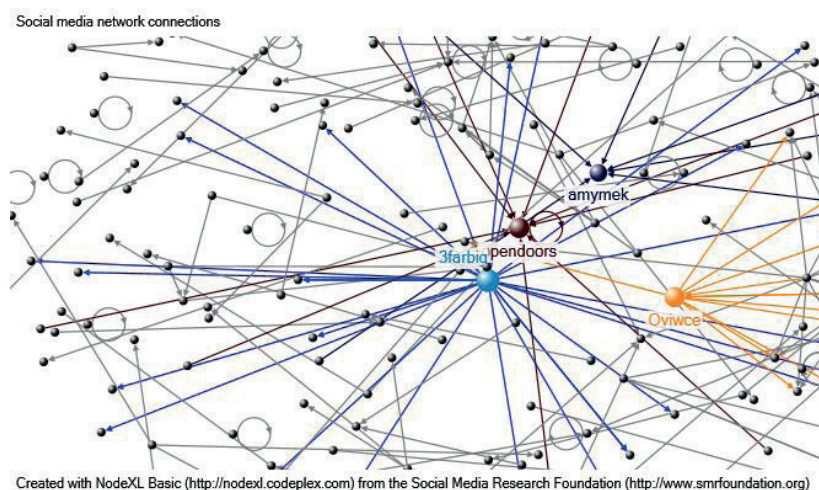 Social media network connections
amymek
3farbig
pendoors
Oviwce
Created with NodeXL Basic (http://nodexl.codeplex.com) from the Social Media Research Foundation (http://www.smrfoundation.org)